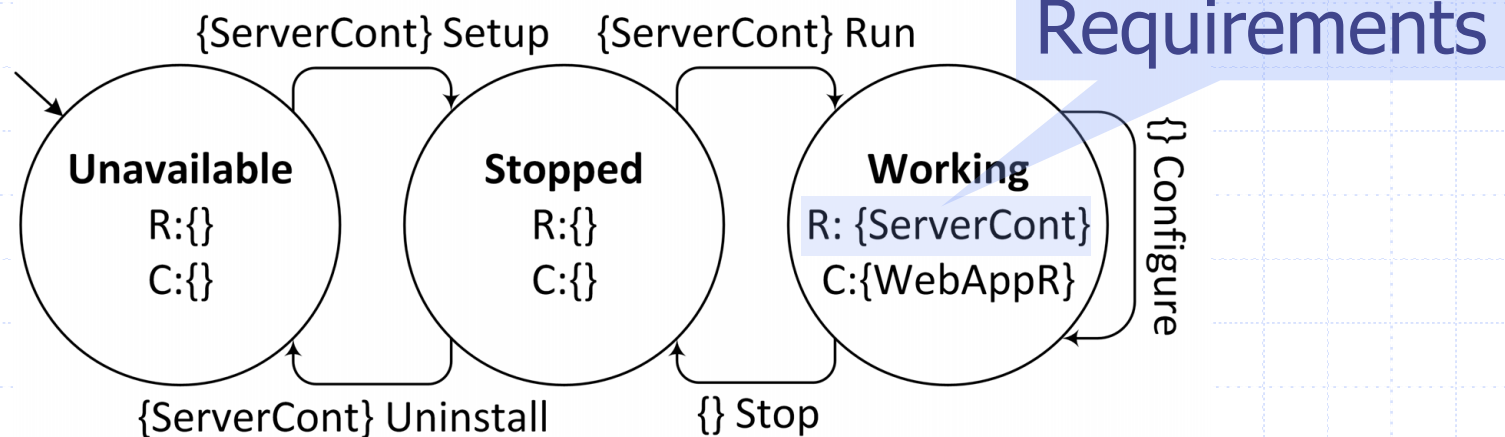 Requirements
{ServerCont} Setup
{ServerCont} Run
Unavailable
R:{}
C:{}
Stopped
R:{}
C:{}
Working
R: {ServerCont}
C:{WebAppR}
{} Configure
{ServerCont} Uninstall
{} Stop